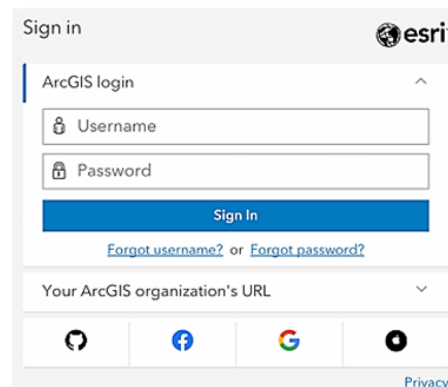 Sign in
esri
ArcGIS login
Username
Password
Sign In
Forgot username? or Forgot password?
Your ArcGIS organization's URL
Privacy